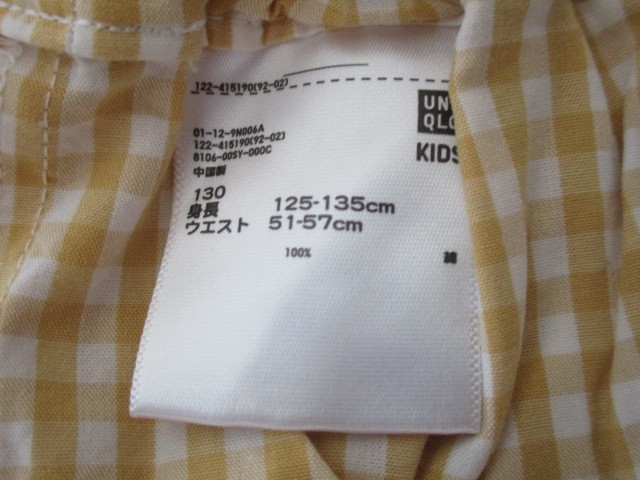 122-415190(92-02)
UNI
QLO
KIDS
01-12-9N006A
122-415190(92-02)
8106-00SY-000C
中国製
130
身長 125-135cm
ウエスト 51-57cm
100% 綿